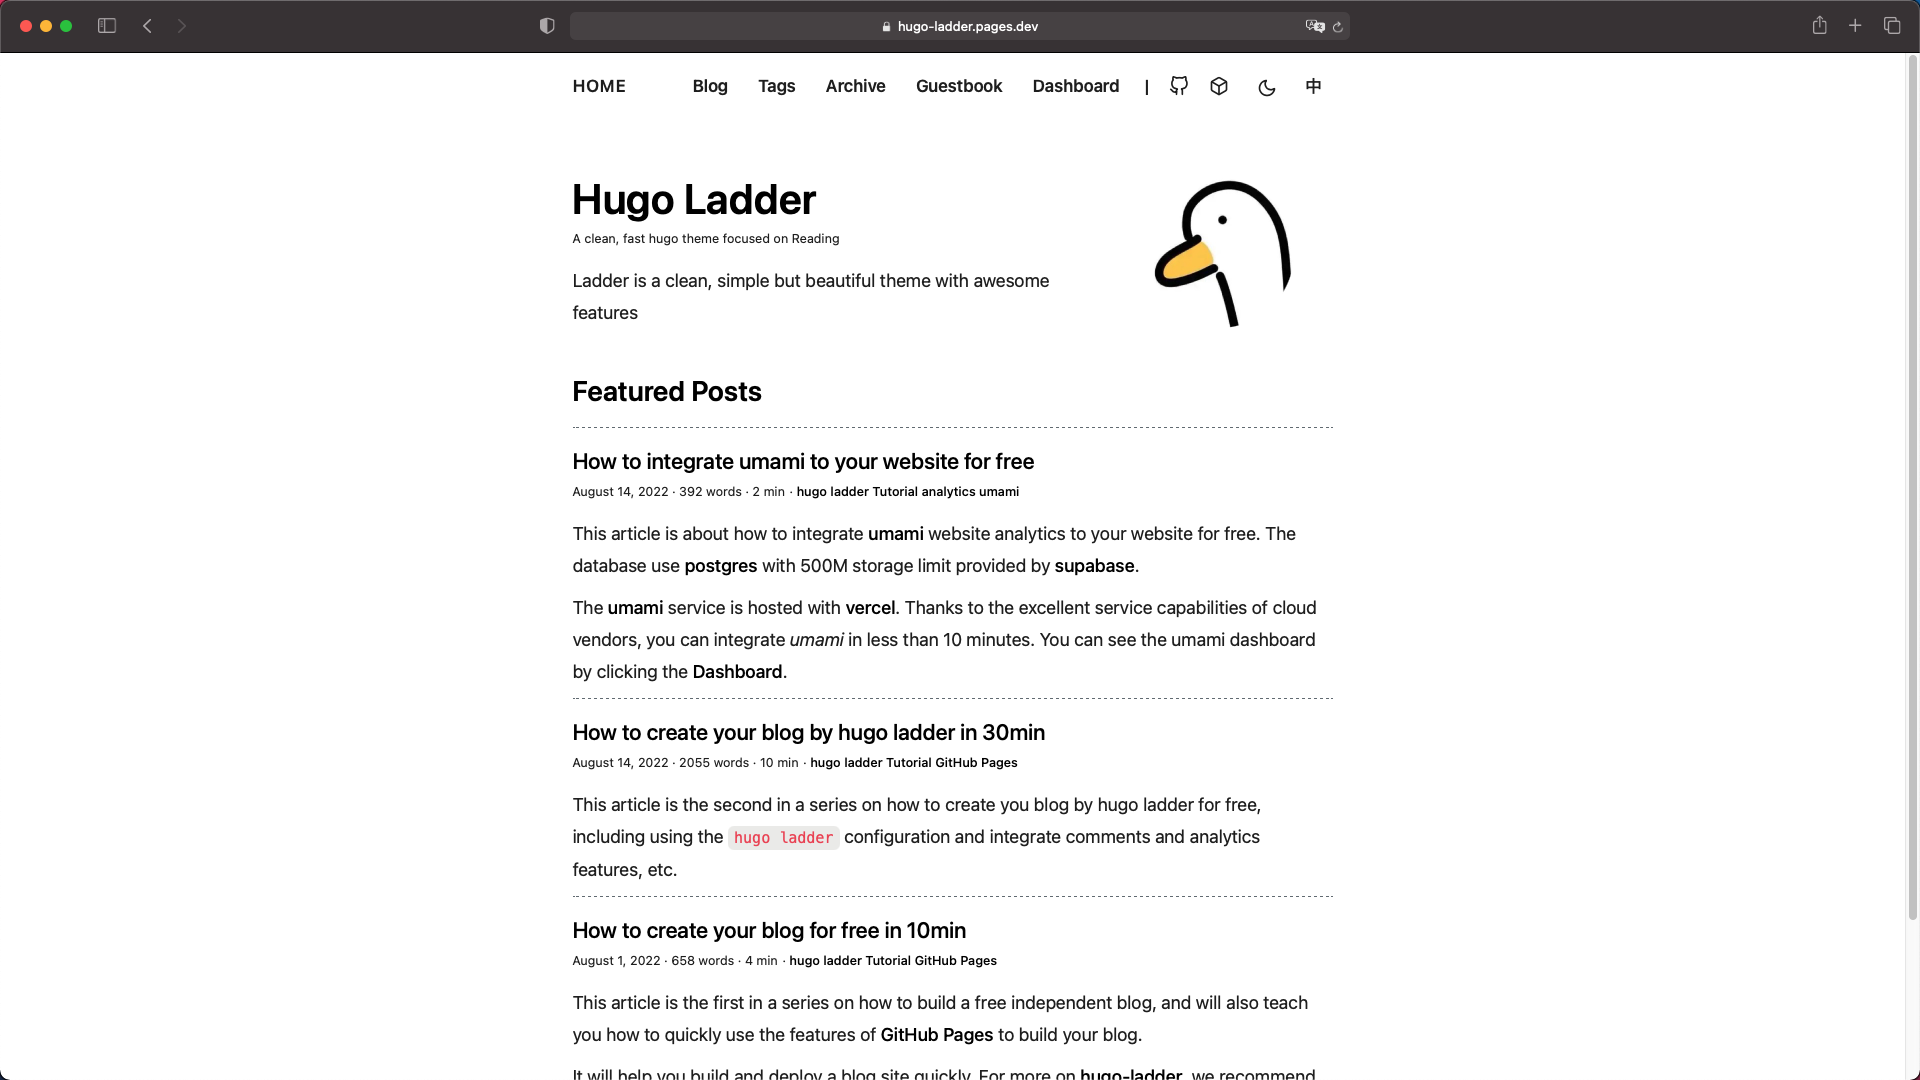 hugo-ladder.pages.dev
HOME Blog Tags Archive Guestbook Dashboard | 中
Hugo Ladder
A clean, fast hugo theme focused on Reading
Ladder is a clean, simple but beautiful theme with awesome
features
Featured Posts
How to integrate umami to your website for free
August 14, 2022 · 392 words · 2 min · hugo ladder Tutorial analytics umami
This article is about how to integrate umami website analytics to your website for free. The
database use postgres with 500M storage limit provided by supabase.
The umami service is hosted with vercel. Thanks to the excellent service capabilities of cloud
vendors, you can integrate umami in less than 10 minutes. You can see the umami dashboard
by clicking the Dashboard.
How to create your blog by hugo ladder in 30min
August 14, 2022 · 2055 words · 10 min · hugo ladder Tutorial GitHub Pages
This article is the second in a series on how to create you blog by hugo ladder for free,
including using the hugo ladder configuration and integrate comments and analytics
features, etc.
How to create your blog for free in 10min
August 1, 2022 · 658 words · 4 min · hugo ladder Tutorial GitHub Pages
This article is the first in a series on how to build a free independent blog, and will also teach
you how to quickly use the features of GitHub Pages to build your blog.
It will help you build and deploy a blog site quickly. For more on hugo-ladder, we recommend